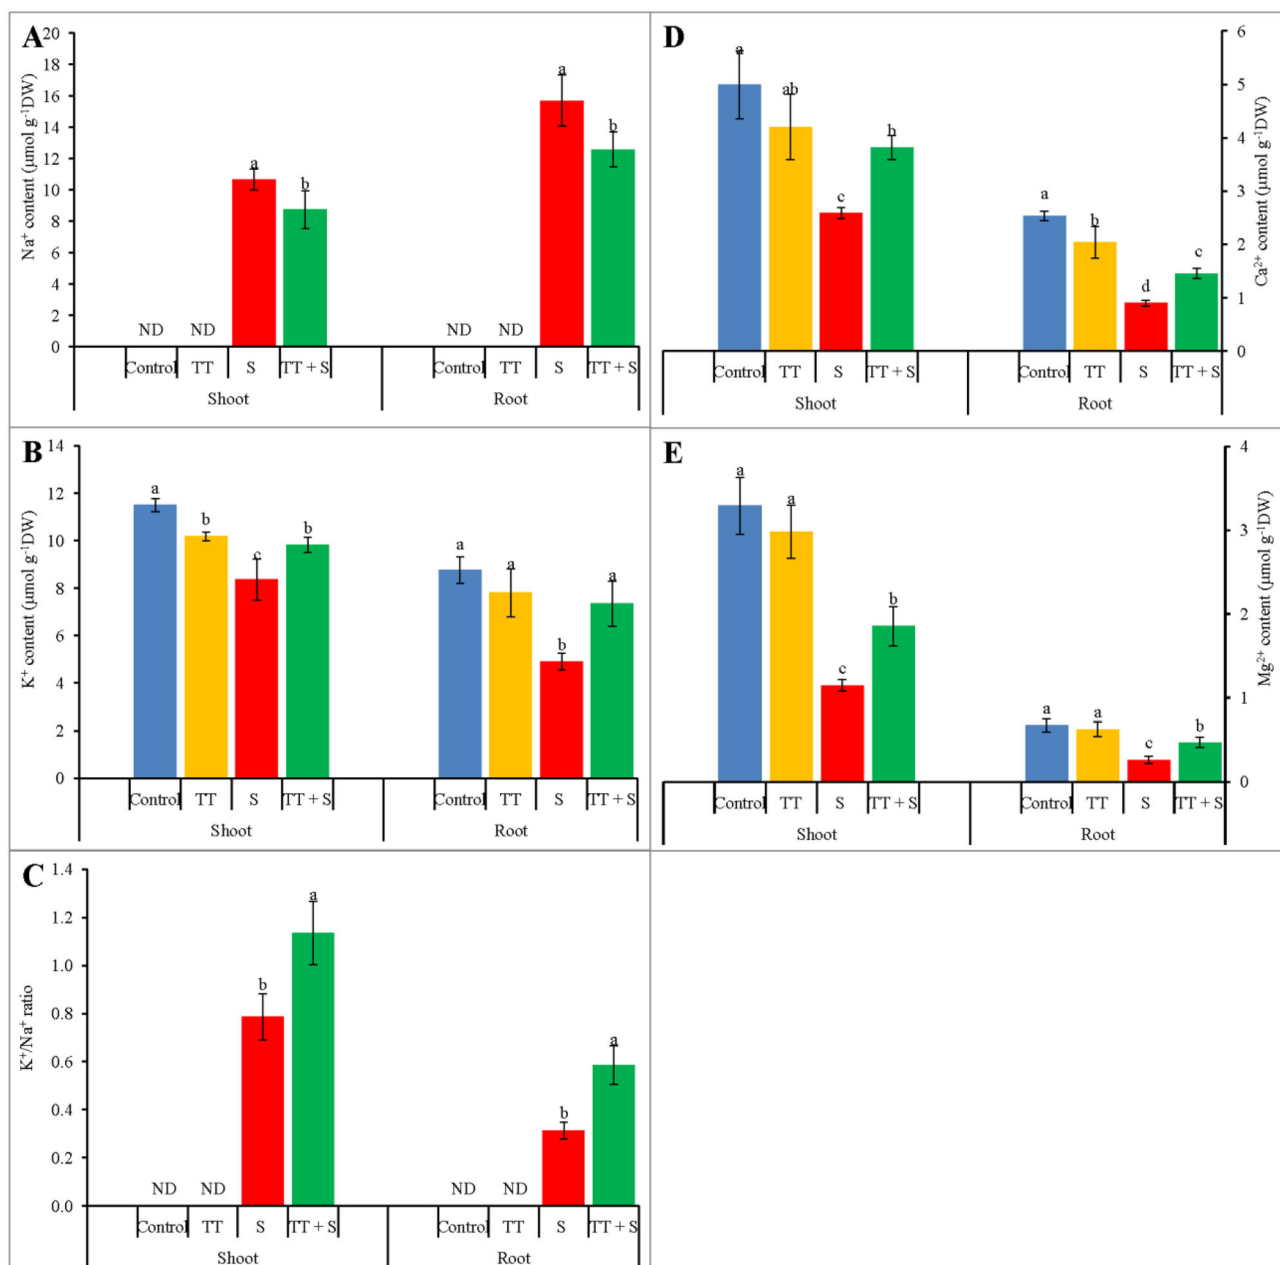 A
20
18
16
14
12
10
8
6
4
2
0
Na⁺ content (μmol g⁻¹DW)
ND
ND
a
b
ND
ND
a
b
Control TT S TT + S Control TT S TT + S
Shoot Root
D
6
5
4
3
2
1
0
Ca²⁺ content (μmol g⁻¹DW)
a
ab
c
b
a
b
d
c
Control TT S TT + S Control TT S TT + S
Shoot Root
B
14
12
10
8
6
4
2
0
K⁺ content (μmol g⁻¹DW)
a
b
c
b
a
a
b
a
Control TT S TT + S Control TT S TT + S
Shoot Root
E
4
3
2
1
0
Mg²⁺ content (μmol g⁻¹DW)
a
a
c
b
a
a
c
b
Control TT S TT + S Control TT S TT + S
Shoot Root
C
1.4
1.2
1.0
0.8
0.6
0.4
0.2
0.0
K⁺/Na⁺ ratio
ND
ND
b
a
ND
ND
b
a
Control TT S TT + S Control TT S TT + S
Shoot Root